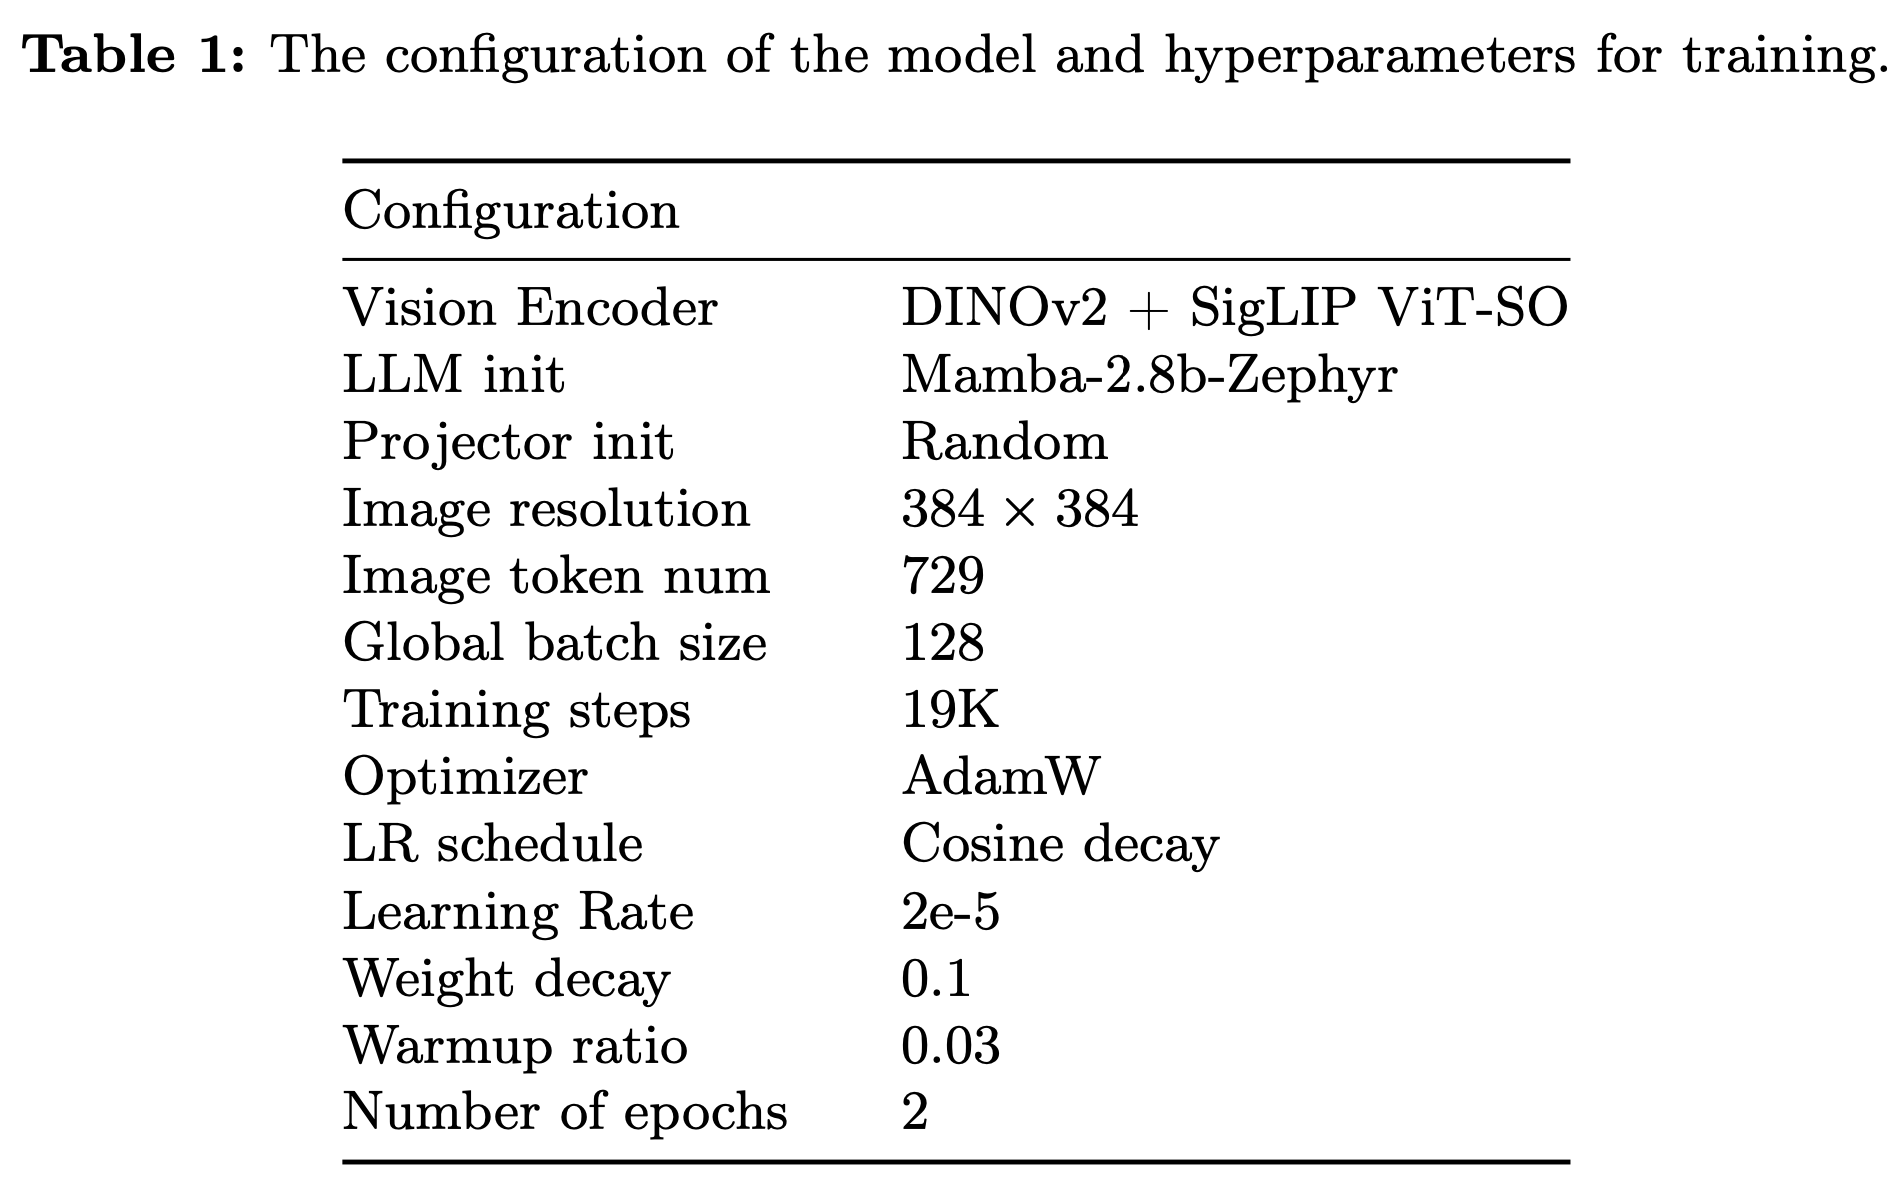 Table 1: The configuration of the model and hyperparameters for training.
Configuration
Vision Encoder DINOv2 + SigLIP ViT-SO
LLM init Mamba-2.8b-Zephyr
Projector init Random
Image resolution 384 × 384
Image token num 729
Global batch size 128
Training steps 19K
Optimizer AdamW
LR schedule Cosine decay
Learning Rate 2e-5
Weight decay 0.1
Warmup ratio 0.03
Number of epochs 2